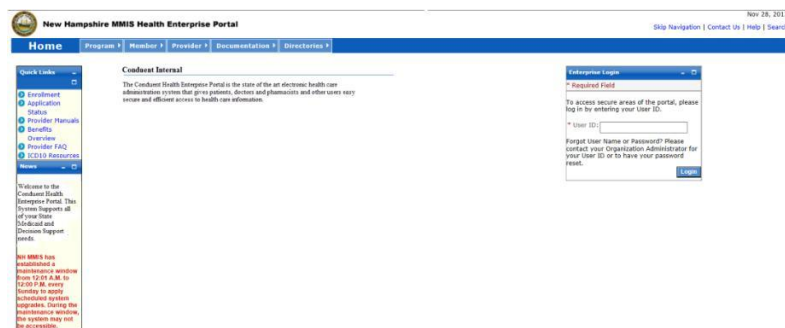 Nov 28, 201
New Hampshire MMIS Health Enterprise Portal
Skip Navigation | Contact Us | Help | Search
Home
Program
Member
Provider
Documentation
Directories
Quick Links
Enrollment
Application
Status
Provider Manuals
Benefits
Overview
Provider FAQ
ICD10 Resources
News
Welcome to the
Conduent Health
Enterprise Portal. This
System Supports all
of your State
Medicaid and
Decision Support
needs.
NH MMIS has
established a
maintenance window
from 12:01 A.M. to
12:00 P.M. every
Sunday to apply
scheduled system
upgrades. During the
maintenance window,
the system may not
be accessible.
Conduent Internal
The Conduent Health Enterprise Portal is the state of the art electronic health care
administration system that gives patients, doctors and pharmacists and other users easy
secure and efficient access to health care information.
Enterprise Login
* Required Field
To access secure areas of the portal, please
log in by entering your User ID.
* User ID:
Forgot User Name or Password? Please
contact your Organization Administrator for
your User ID or to have your password
reset.
Login